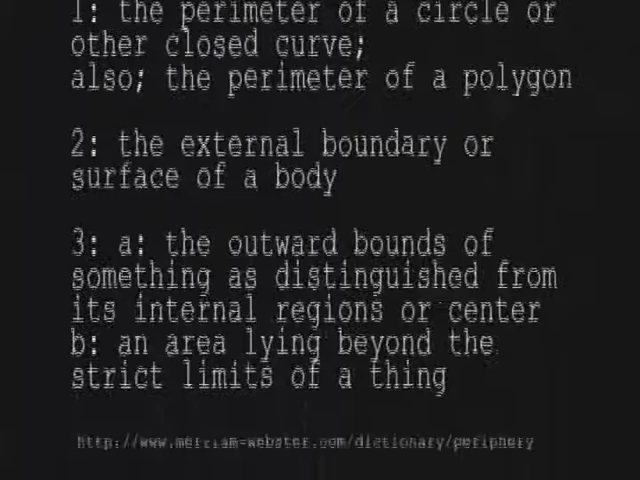 1: the perimeter of a circle or
other closed curve;
also; the perimeter of a polygon
2: the external boundary or
surface of a body
3: a: the outward bounds of
something as distinguished from
its internal regions or center
b: an area lying beyond the
strict limits of a thing
http://www.merriam-webster.com/dictionary/periphery